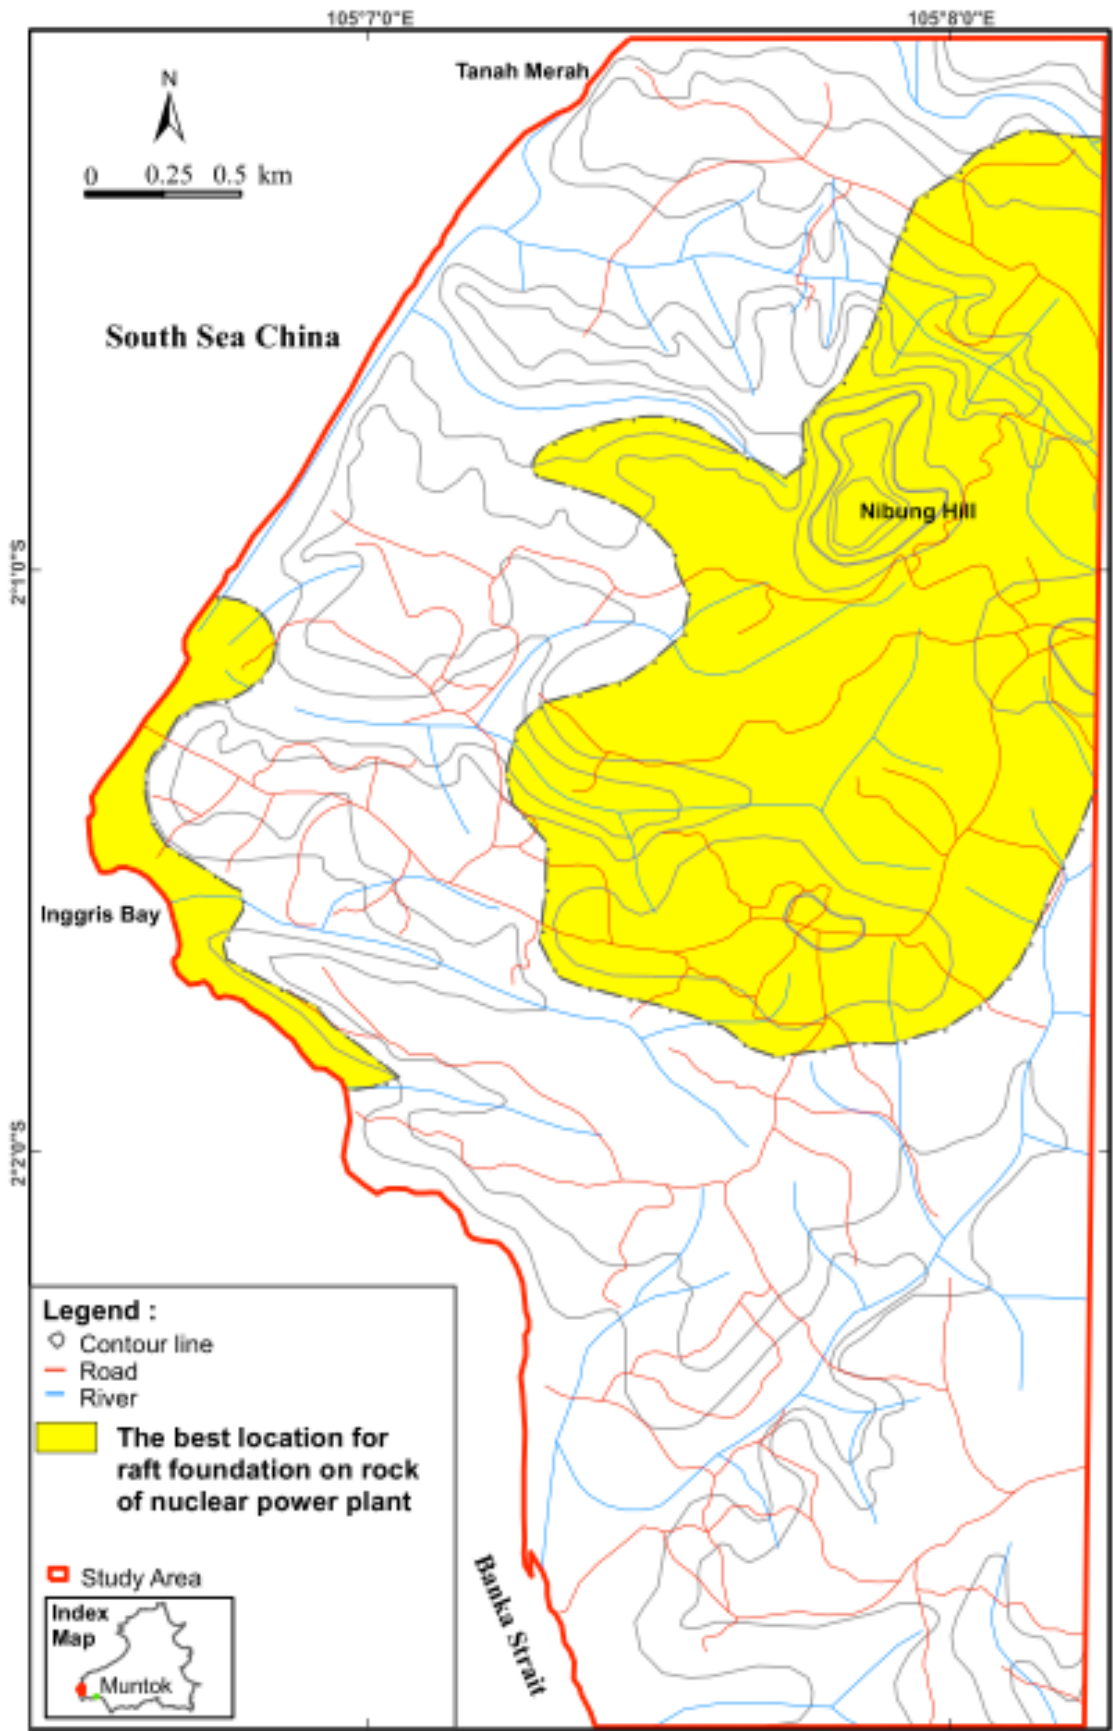 105°7'0"E 105°8'0"E
Tanah Merah
N
0 0.25 0.5 km
South Sea China
Nibung Hill
2°1'0"S
Inggris Bay
2°2'0"S
Legend :
Contour line
Road
River
The best location for
raft foundation on rock
of nuclear power plant
Study Area
Index
Map
Muntok
Banka Strait